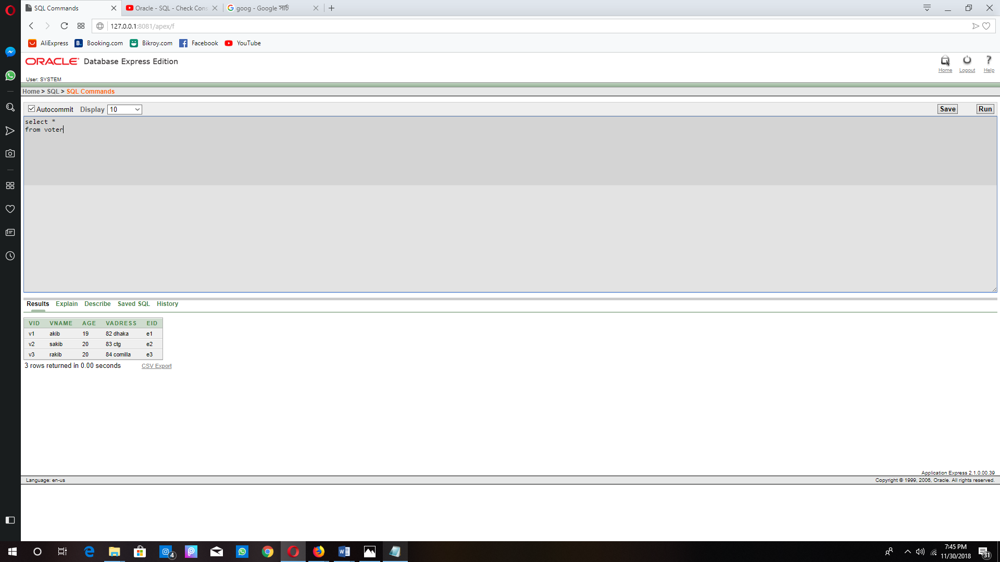 SQL Commands
Oracle - SQL - Check Cons
goog - Google সার্চ
127.0.0.1:8081/apex/f
AliExpress
B. Booking.com
Bikroy.com
Facebook
YouTube
ORACLE Database Express Edition
Home Logout ? Help
User: SYSTEM
Home > SQL > SQL Commands
Autocommit Display 10 Save Run
select *
from voter
Results Explain Describe Saved SQL History
VID VNAME AGE VADRESS EID
v1 akib 19 82 dhaka e1
v2 sakib 20 83 ctg e2
v3 rakib 20 84 comilla e3
3 rows returned in 0.00 seconds CSV Export
Application Express 2.1.0.00.39
Language: en-us Copyright © 1999, 2006, Oracle. All rights reserved.
4
7:45 PM
11/30/2018
31